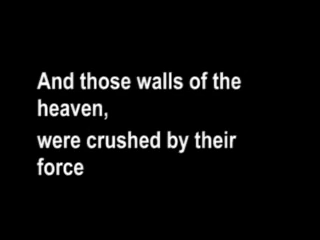 And those walls of the
heaven,
were crushed by their
force